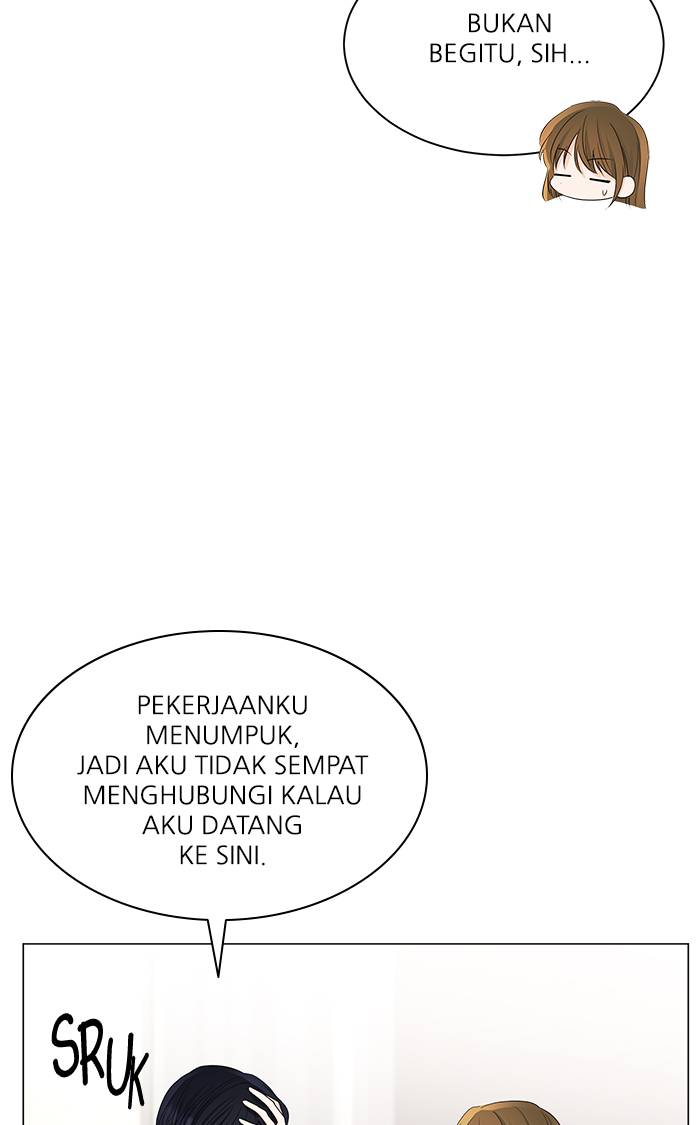 BUKAN
BEGITU, SIH...
PEKERJAANKU
MENUMPUK,
JADI AKU TIDAK SEMPAT
MENGHUBUNGI KALAU
AKU DATANG
KE SINI.
SRUK